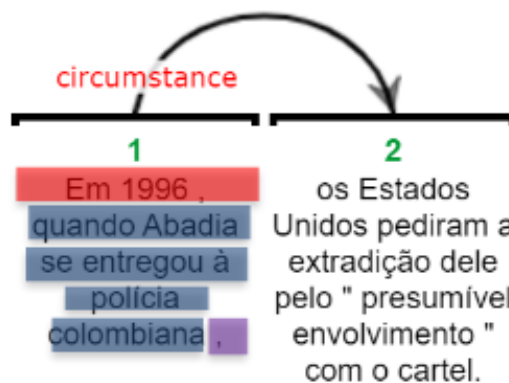 circumstance
1
Em 1996 ,
quando Abadia
se entregou à
polícia
colombiana ,
2
os Estados
Unidos pediram a
extradição dele
pelo " presumível
envolvimento "
com o cartel.